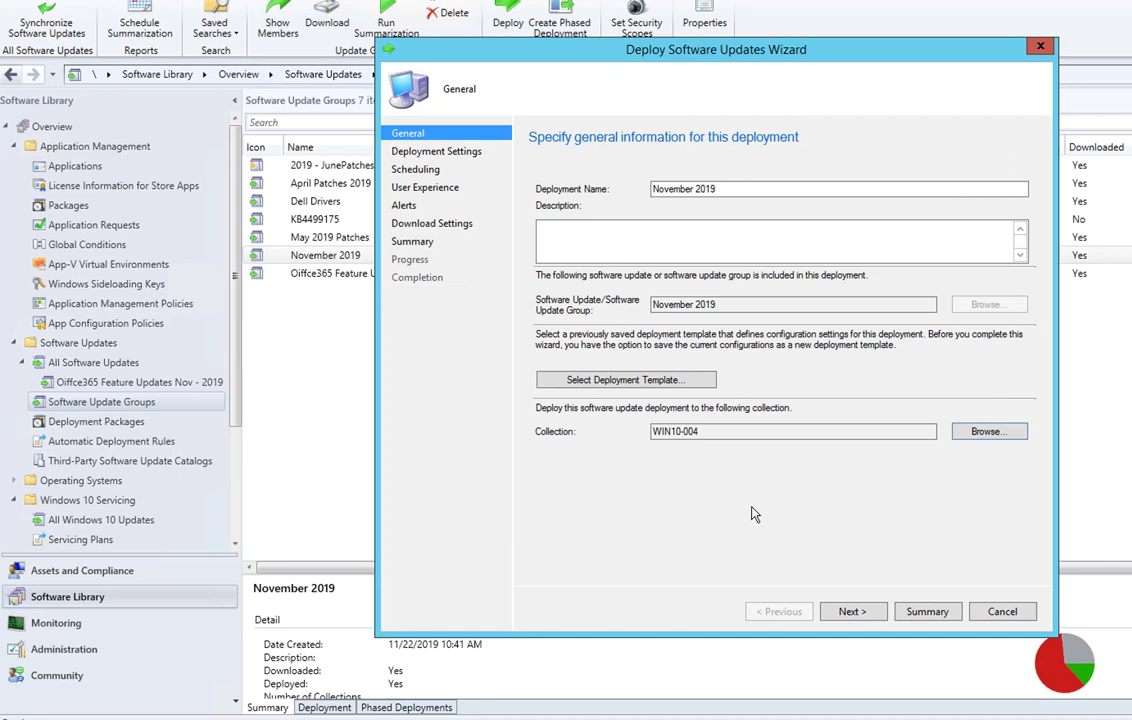 Synchronize
Software Updates
Schedule
Summarization
Saved
Searches
Show
Members
Download
Run
Summarization
Delete
Deploy
Create Phased
Deployment
Set Security
Scopes
Properties
All Software Updates
Reports
Search
Update
\
Software Library
Overview
Software Updates
Software Library
Overview
Application Management
Applications
License Information for Store Apps
Packages
Application Requests
Global Conditions
App-V Virtual Environments
Windows Sideloading Keys
Application Management Policies
App Configuration Policies
Software Updates
All Software Updates
Oiffce365 Feature Updates Nov - 2019
Software Update Groups
Deployment Packages
Automatic Deployment Rules
Third-Party Software Update Catalogs
Operating Systems
Windows 10 Servicing
All Windows 10 Updates
Servicing Plans
Assets and Compliance
Software Library
Monitoring
Administration
Community
Software Update Groups 7
Search
Icon
Name
Downloaded
2019 - JunePatches
Yes
April Patches 2019
Yes
Dell Drivers
Yes
KB4499175
No
May 2019 Patches
Yes
November 2019
Yes
Oiffce365 Feature
Yes
Deploy Software Updates Wizard
General
General
Deployment Settings
Scheduling
User Experience
Alerts
Download Settings
Summary
Progress
Completion
Specify general information for this deployment
Deployment Name:
November 2019
Description:
The following software update or software update group is included in this deployment.
Software Update/Software
Update Group:
November 2019
Browse...
Select a previously saved deployment template that defines configuration settings for this deployment. Before you complete this
wizard, you have the option to save the current configurations as a new deployment template.
Select Deployment Template...
Deploy this software update deployment to the following collection.
Collection:
WIN10-004
Browse...
< Previous
Next >
Summary
Cancel
November 2019
Detail
Date Created:
11/22/2019 10:41 AM
Description:
Downloaded:
Yes
Deployed:
Yes
Number of Collections
Summary
Deployment
Phased Deployments